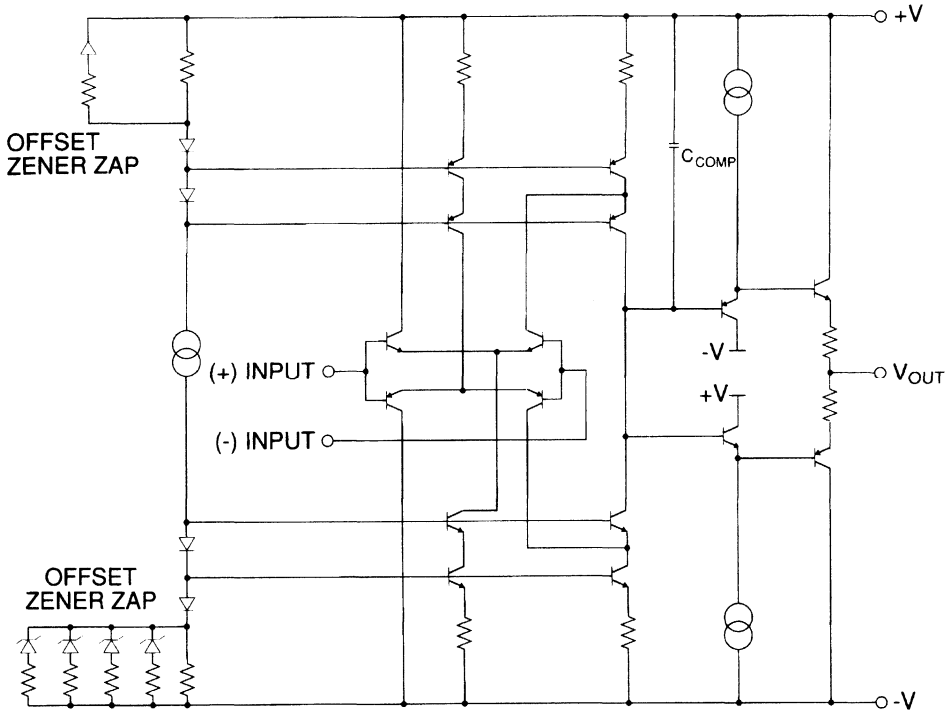 +V
OFFSET
ZENER ZAP
C_COMP
-V
(+) INPUT
V_OUT
+V
(-) INPUT
OFFSET
ZENER ZAP
-V